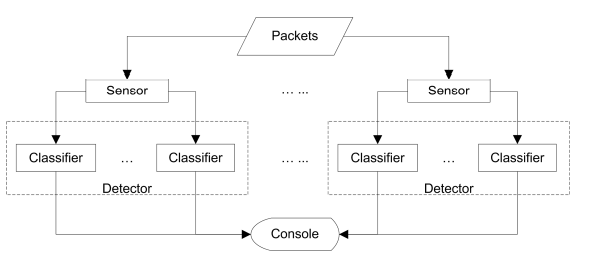 Packets
Sensor
… ...
Sensor
Classifier
…
Classifier
… ...
Classifier
…
Classifier
Detector
Detector
Console